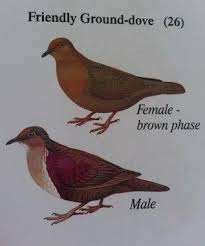 Friendly Ground-dove (26)
Female -
brown phase
Male